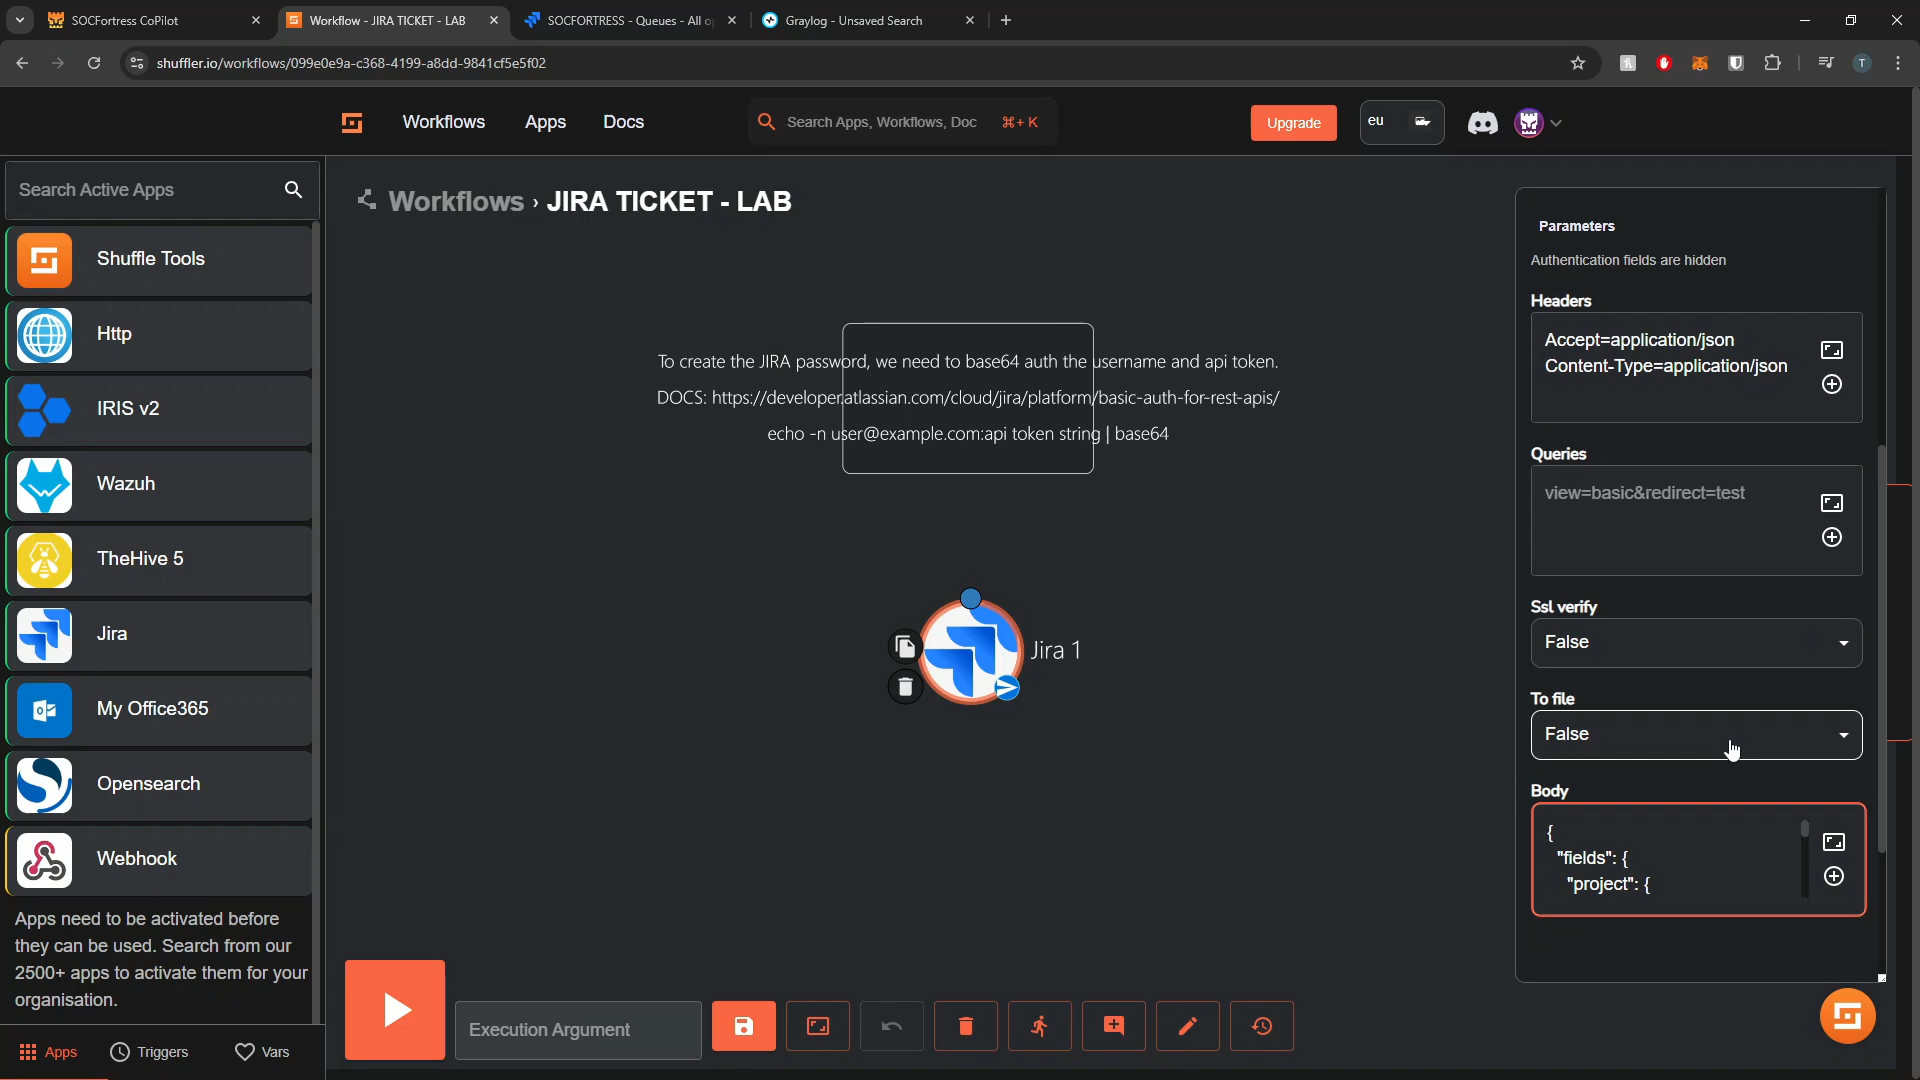 SOCFortress CoPilot
Workflow - JIRA TICKET - LAB
SOCFORTRESS - Queues - All o
Graylog - Unsaved Search
shuffler.io/workflows/099e0e9a-c368-4199-a8dd-9841cf5e5f02
T
Workflows
Apps
Docs
Search Apps, Workflows, Doc
⌘+ K
Upgrade
eu
Search Active Apps
Shuffle Tools
Http
IRIS v2
Wazuh
TheHive 5
Jira
My Office365
Opensearch
Webhook
Apps need to be activated before
they can be used. Search from our
2500+ apps to activate them for your
organisation.
Apps
Triggers
Vars
Workflows › JIRA TICKET - LAB
To create the JIRA password, we need to base64 auth the username and api token.
DOCS: https://developer.atlassian.com/cloud/jira/platform/basic-auth-for-rest-apis/
echo -n user@example.com:api token string | base64
Jira 1
Execution Argument
Parameters
Authentication fields are hidden
Headers
Accept=application/json
Content-Type=application/json
Queries
view=basic&redirect=test
Ssl verify
False
To file
False
Body
{
"fields": {
"project": {